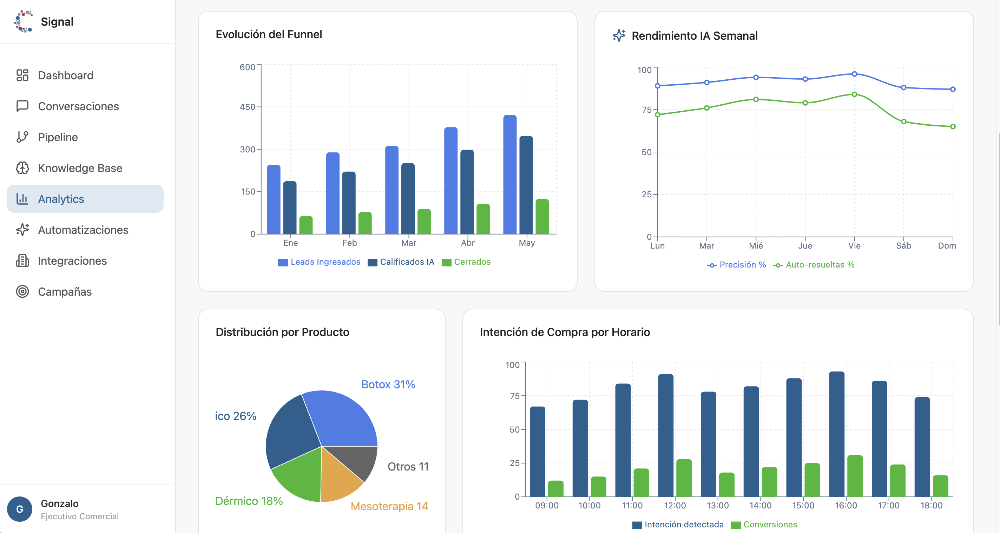 Signal
Dashboard
Conversaciones
Pipeline
Knowledge Base
Analytics
Automatizaciones
Integraciones
Campañas
Gonzalo
G
Ejecutivo Comercial
Evolución del Funnel
600
450
300
150
0
Ene Feb Mar Abr May
Leads Ingresados Calificados IA Cerrados
Rendimiento IA Semanal
100
75
50
25
0
Lun Mar Mié Jue Vie Sáb Dom
Precisión % Auto-resueltas %
Distribución por Producto
Botox 31%
ico 26%
Otros 11
Dérmico 18%
Mesoterapia 14
Intención de Compra por Horario
100
75
50
25
0
09:00 10:00 11:00 12:00 13:00 14:00 15:00 16:00 17:00 18:00
Intención detectada Conversiones